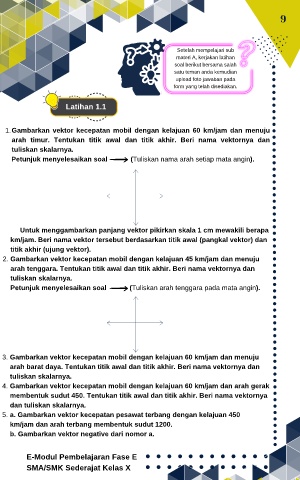 9
Setelah mempelajari sub
materi A, kerjakan latihan
soal berikut bersama salah
satu teman anda kemudian
upload foto jawaban pada
form yang telah disediakan.
Latihan 1.1
1. Gambarkan vektor kecepatan mobil dengan kelajuan 60 km/jam dan menuju
arah timur. Tentukan titik awal dan titik akhir. Beri nama vektornya dan
tuliskan skalarnya.
Petunjuk menyelesaikan soal → (Tuliskan nama arah setiap mata angin).
Untuk menggambarkan panjang vektor pikirkan skala 1 cm mewakili berapa
km/jam. Beri nama vektor tersebut berdasarkan titik awal (pangkal vektor) dan
titik akhir (ujung vektor).
2. Gambarkan vektor kecepatan mobil dengan kelajuan 45 km/jam dan menuju
arah tenggara. Tentukan titik awal dan titik akhir. Beri nama vektornya dan
tuliskan skalarnya.
Petunjuk menyelesaikan soal → (Tuliskan arah tenggara pada mata angin).
3. Gambarkan vektor kecepatan mobil dengan kelajuan 60 km/jam dan menuju
arah barat daya. Tentukan titik awal dan titik akhir. Beri nama vektornya dan
tuliskan skalarnya.
4. Gambarkan vektor kecepatan mobil dengan kelajuan 60 km/jam dan arah gerak
membentuk sudut 450. Tentukan titik awal dan titik akhir. Beri nama vektornya
dan tuliskan skalarnya.
5. a. Gambarkan vektor kecepatan pesawat terbang dengan kelajuan 450
km/jam dan arah terbang membentuk sudut 1200.
b. Gambarkan vektor negative dari nomor a.
E-Modul Pembelajaran Fase E
SMA/SMK Sederajat Kelas X